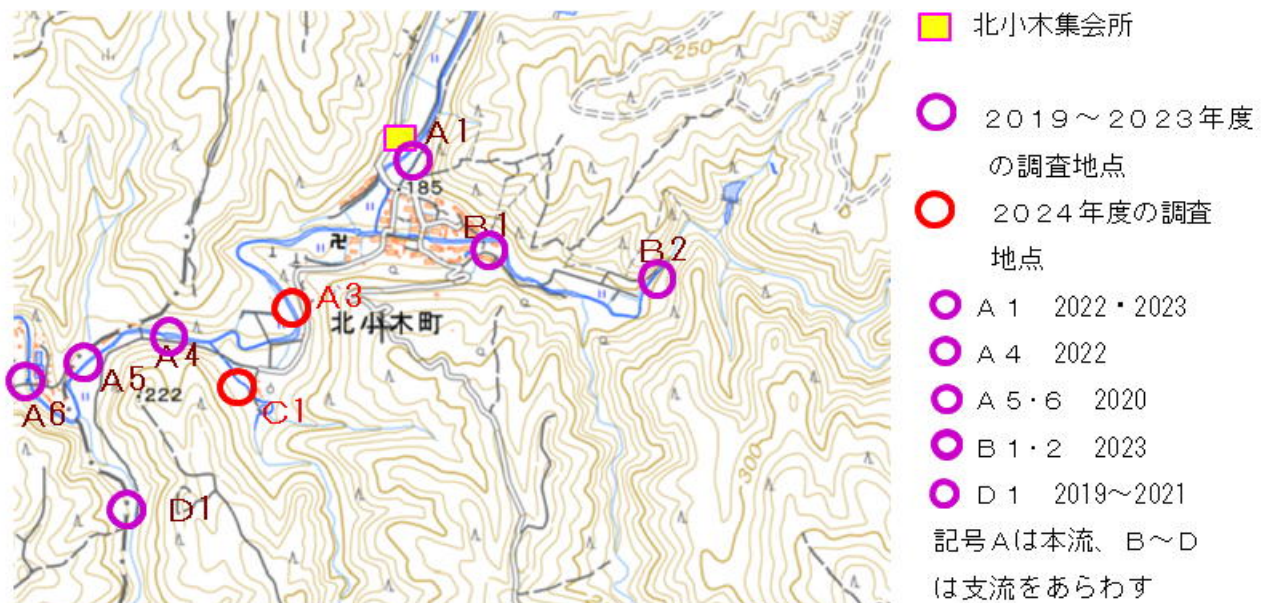 250
A1
185
B1
B2
A3
北小木町
A4
A5
222
A6
C1
300
D1
北小木集会所
2019～2023年度
の調査地点
2024年度の調査
地点
A1 2022・2023
A4 2022
A5・6 2020
B1・2 2023
D1 2019～2021
記号Aは本流、B～D
は支流をあらわす